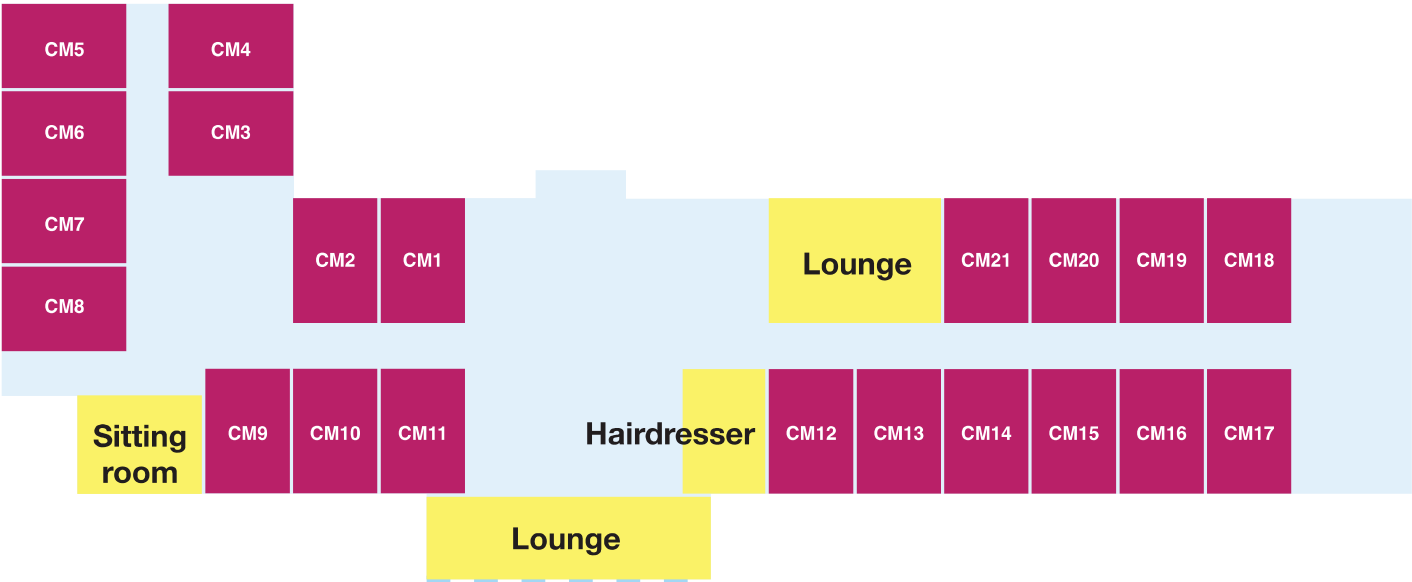 CM5
CM4
CM6
CM3
CM7
CM8
CM2
CM1
Lounge
CM21
CM20
CM19
CM18
Sitting
room
CM9
CM10
CM11
Hairdresser
CM12
CM13
CM14
CM15
CM16
CM17
Lounge